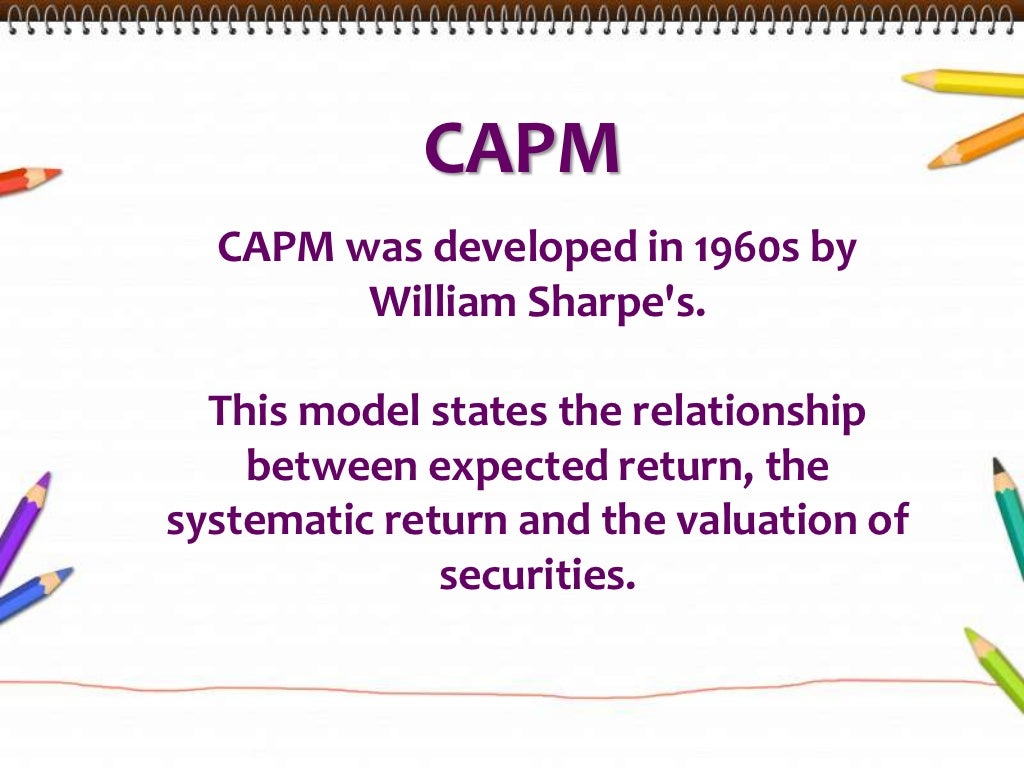 CAPM
CAPM was developed in 1960s by
William Sharpe's.
This model states the relationship
between expected return, the
systematic return and the valuation of
securities.